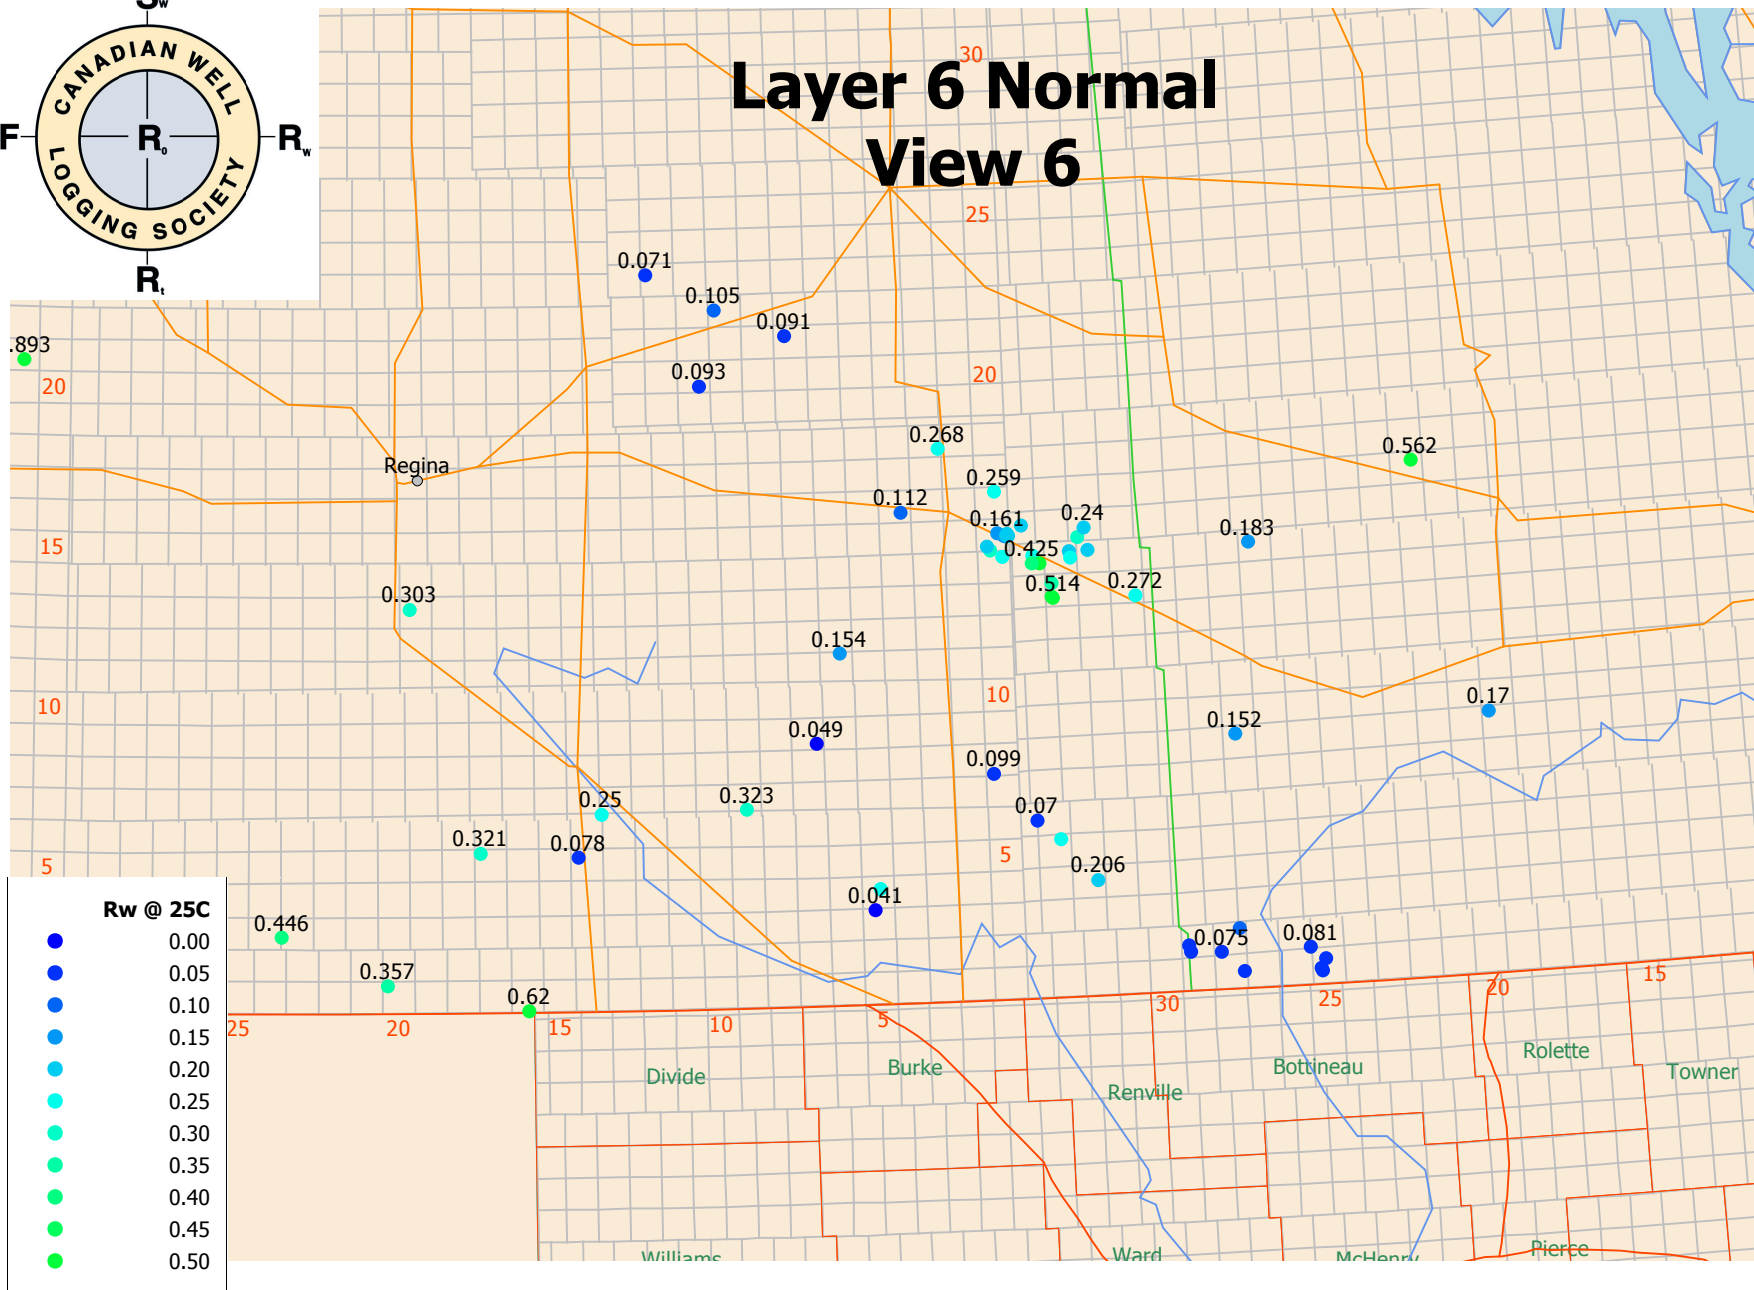 Sw
CANADIAN WELL
F
Ro
Rw
LOGGING SOCIETY
Rt
Layer 6 Normal
View 6
30
25
0.071
0.105
0.091
.893
0.093
20
20
0.268
0.562
Regina
0.259
0.112
0.161
0.24
0.183
15
0.425
0.514
0.272
0.303
0.154
10
10
0.17
0.152
0.049
0.099
0.25
0.323
0.07
0.321
0.078
5
5
0.206
0.041
0.446
0.075
0.081
0.357
0.62
25
20
15
10
5
30
25
20
15
Divide
Burke
Renville
Bottineau
Rolette
Towner
Williams
Ward
McHenry
Pierce
Rw @ 25C
0.00
0.05
0.10
0.15
0.20
0.25
0.30
0.35
0.40
0.45
0.50